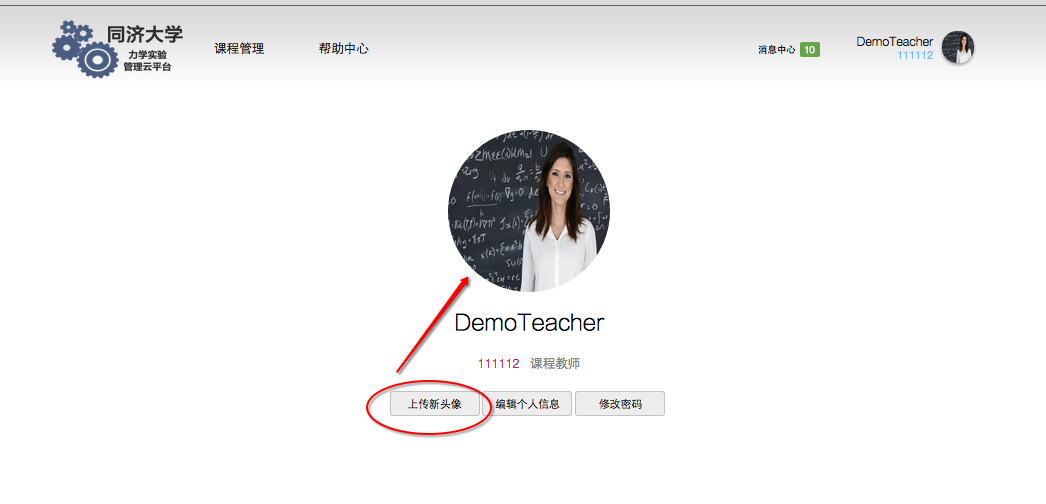 同济大学
力学实验
管理云平台
课程管理
帮助中心
消息中心 10
DemoTeacher
111112
DemoTeacher
111112 课程教师
上传新头像
编辑个人信息
修改密码